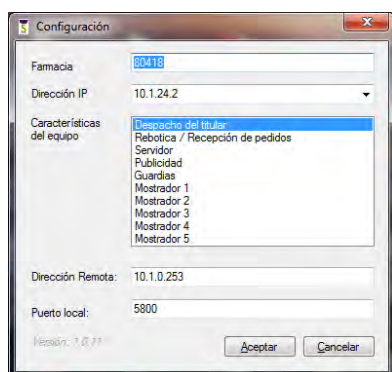 Configuración
Farmacia
80418
Dirección IP
10.1.24.2
Características
del equipo
Despacho del titular
Rebotica / Recepción de pedidos
Servidor
Publicidad
Guardias
Mostrador 1
Mostrador 2
Mostrador 3
Mostrador 4
Mostrador 5
Dirección Remota:
10.1.0.253
Puerto local:
5800
Versión: 1.0.11
Aceptar
Cancelar